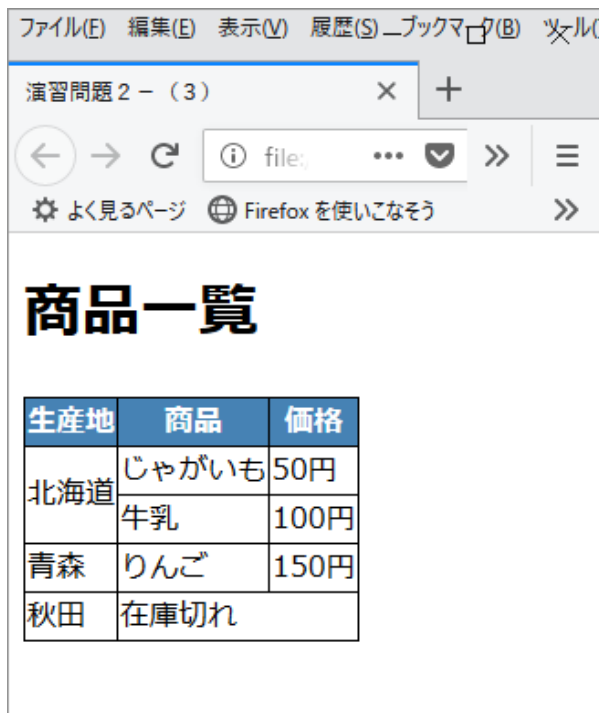 ファイル(F) 編集(E) 表示(V) 履歴(S) ブックマーク(B) ツール(
演習問題２－（３）
file:
よく見るページ Firefox を使いこなそう
商品一覧
生産地 商品 価格
北海道 じゃがいも 50円
牛乳 100円
青森 りんご 150円
秋田 在庫切れ